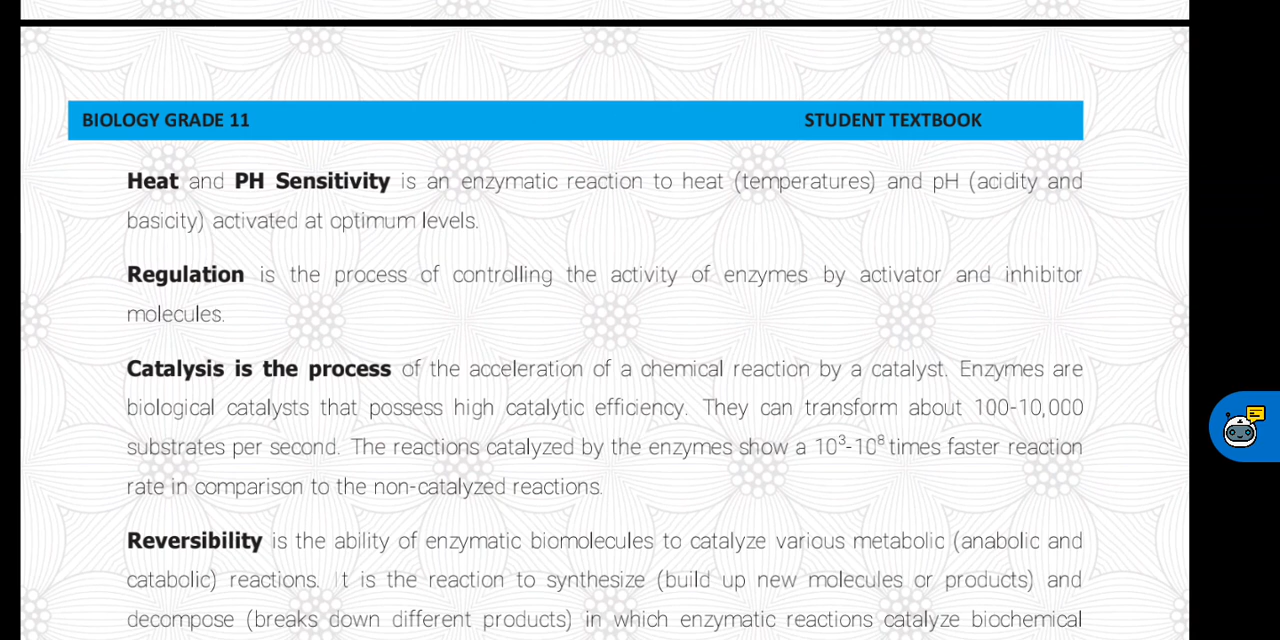 BIOLOGY GRADE 11 STUDENT TEXTBOOK
Heat and PH Sensitivity is an enzymatic reaction to heat (temperatures) and pH (acidity and
basicity) activated at optimum levels.
Regulation is the process of controlling the activity of enzymes by activator and inhibitor
molecules.
Catalysis is the process of the acceleration of a chemical reaction by a catalyst. Enzymes are
biological catalysts that possess high catalytic efficiency. They can transform about 100-10,000
substrates per second. The reactions catalyzed by the enzymes show a 10³-10⁸ times faster reaction
rate in comparison to the non-catalyzed reactions.
Reversibility is the ability of enzymatic biomolecules to catalyze various metabolic (anabolic and
catabolic) reactions. It is the reaction to synthesize (build up new molecules or products) and
decompose (breaks down different products) in which enzymatic reactions catalyze biochemical